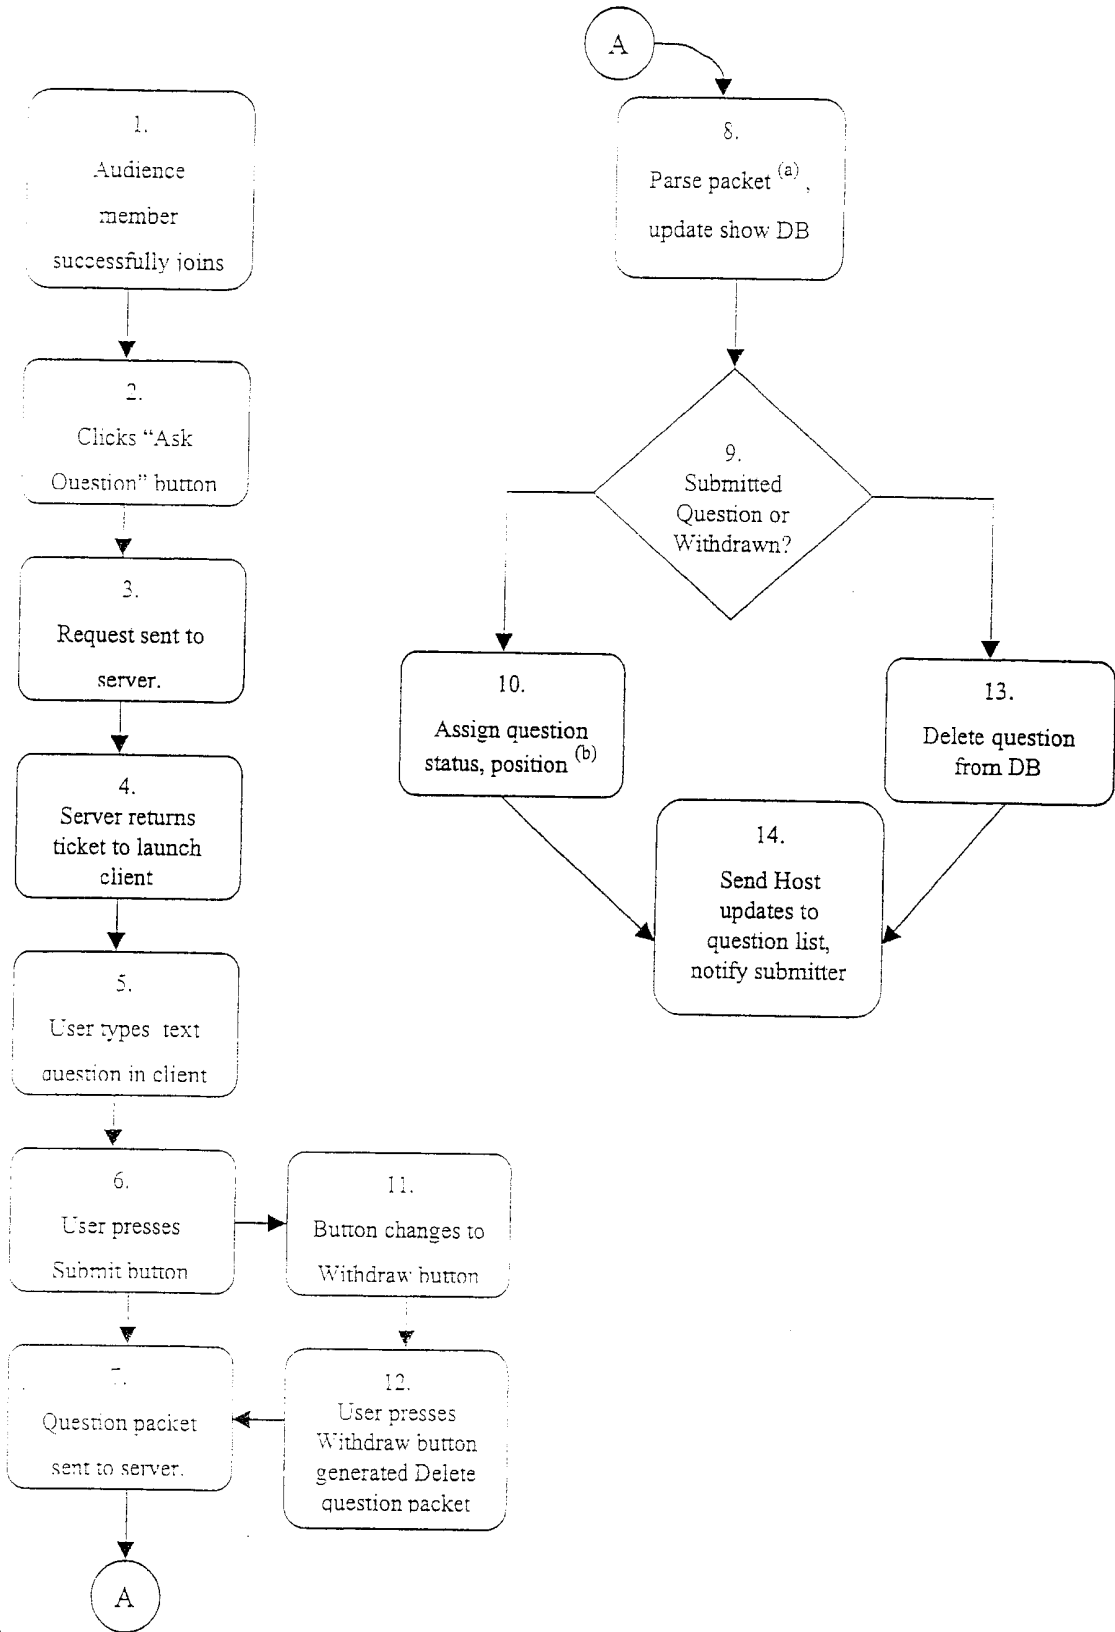 1.
Audience
member
successfully joins
2.
Clicks “Ask
Question” button
3.
Request sent to
server.
4.
Server returns
ticket to launch
client
5.
User types text
question in client
6.
User presses
Submit button
11.
Button changes to
Withdraw button
7.
Question packet
sent to server.
12.
User presses
Withdraw button
generated Delete
question packet
A
A
8.
Parse packet (a) ,
update show DB
9.
Submitted
Question or
Withdrawn?
10.
Assign question
status, position (b)
13.
Delete question
from DB
14.
Send Host
updates to
question list,
notify submitter